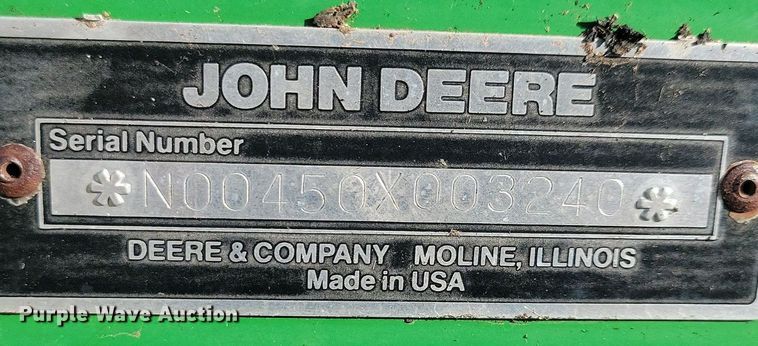 JOHN DEERE
Serial Number
*N00450X003240*
DEERE & COMPANY MOLINE, ILLINOIS
Made in USA
Purple Wave Auction